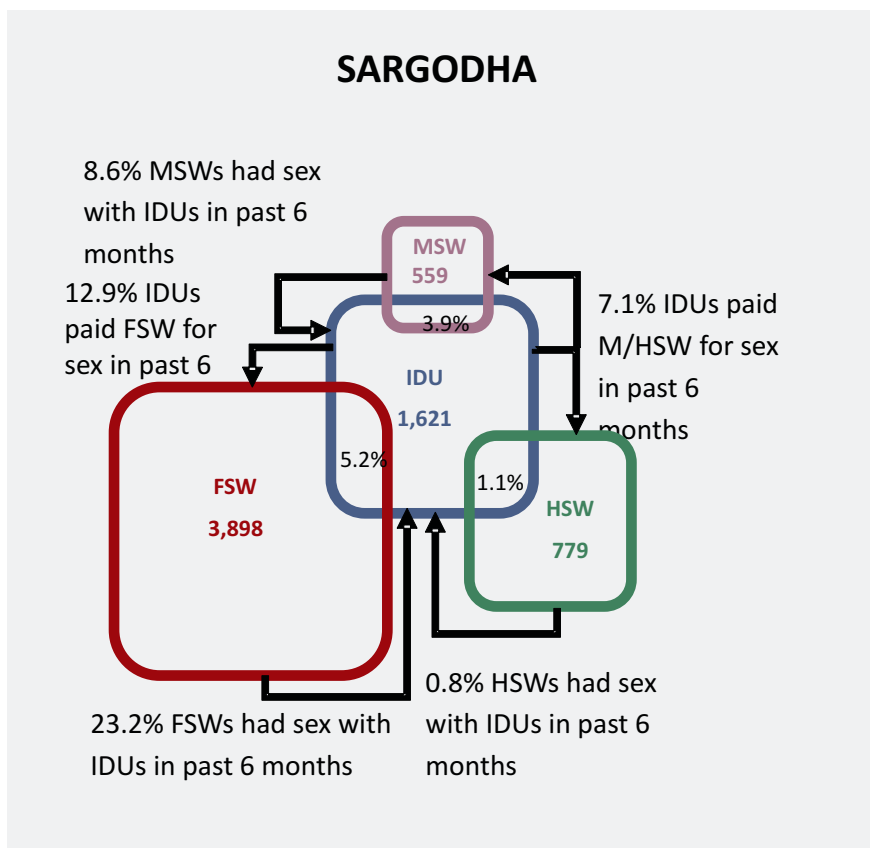 SARGODHA
8.6% MSWs had sex
with IDUs in past 6
months
12.9% IDUs
paid FSW for
sex in past 6
MSW
559
3.9%
7.1% IDUs paid
M/HSW for sex
in past 6
months
IDU
1,621
5.2%
1.1%
FSW
3,898
HSW
779
0.8% HSWs had sex
with IDUs in past 6
months
23.2% FSWs had sex with
IDUs in past 6 months